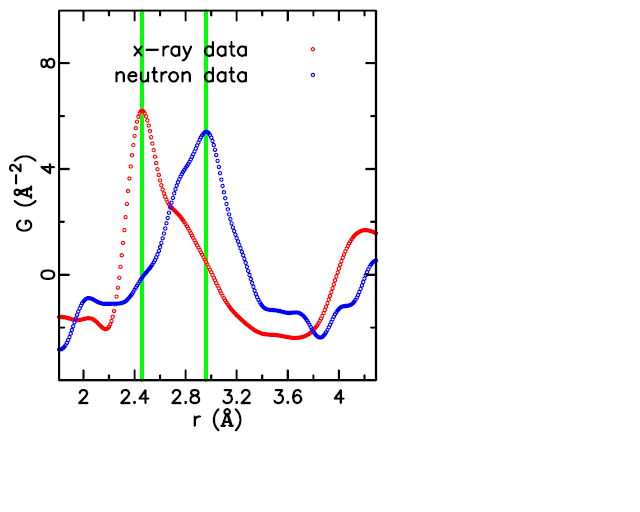 x-ray data
neutron data
8
4
0
G (Å⁻²)
2 2.4 2.8 3.2 3.6 4
r (Å)